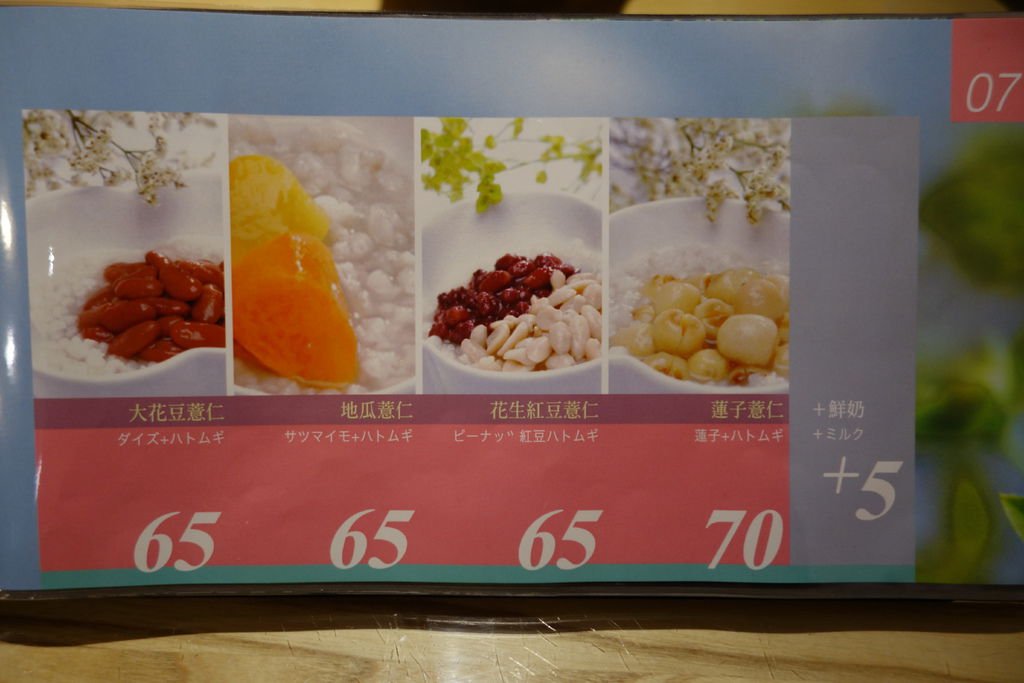 07
大花豆薏仁
ダイズ+ハトムギ
65
地瓜薏仁
サツマイモ+ハトムギ
65
花生紅豆薏仁
ピーナッツ 紅豆ハトムギ
65
蓮子薏仁
蓮子+ハトムギ
70
+鮮奶
+ミルク
+5